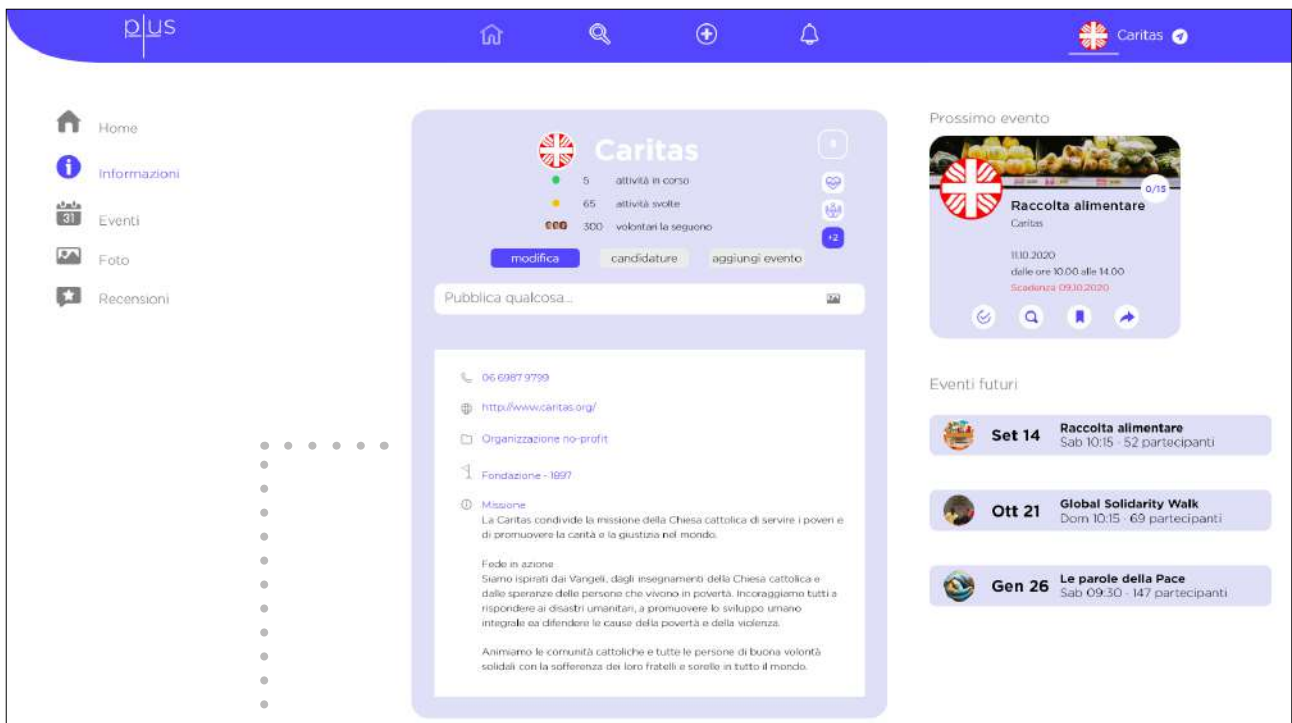 plus
Caritas
Home
Informazioni
31
Eventi
Foto
Recensioni
Caritas
5 attività in corso
65 attività svolte
300 volontari la seguono
+2
modifica candidature aggiungi evento
Pubblica qualcosa...
06 6987 9799
http://www.caritas.org/
Organizzazione no-profit
Fondazione - 1897
Missione
La Caritas condivide la missione della Chiesa cattolica di servire i poveri e
di promuovere la carità e la giustizia nel mondo.
Fede in azione
Siamo ispirati dai Vangeli, dagli insegnamenti della Chiesa cattolica e
dalle speranze delle persone che vivono in povertà. Incoraggiamo tutti a
rispondere ai disastri umanitari, a promuovere lo sviluppo umano
integrale ea difendere le cause della povertà e della violenza.
Animiamo le comunità cattoliche e tutte le persone di buona volontà
solidali con la sofferenza dei loro fratelli e sorelle in tutto il mondo.
Prossimo evento
0/15
Raccolta alimentare
Caritas
11.10.2020
dalle ore 10.00 alle 14.00
Scadenza 09.10.2020
Eventi futuri
Set 14
Raccolta alimentare
Sab 10:15 · 52 partecipanti
Ott 21
Global Solidarity Walk
Dom 10:15 · 69 partecipanti
Gen 26
Le parole della Pace
Sab 09:30 · 147 partecipanti